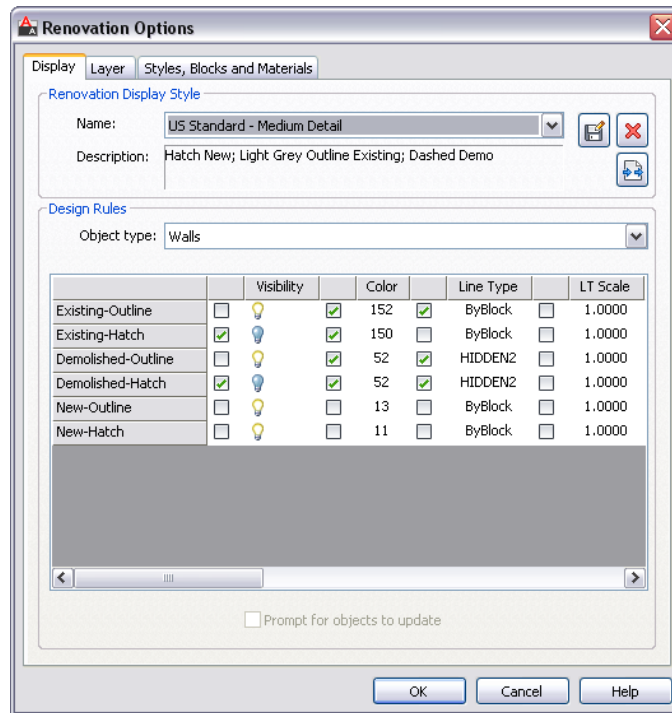 Renovation Options
Display Layer Styles, Blocks and Materials
Renovation Display Style
Name: US Standard - Medium Detail
Description: Hatch New; Light Grey Outline Existing; Dashed Demo
Design Rules
Object type: Walls
Visibility Color Line Type LT Scale
Existing-Outline 152 ByBlock 1.0000
Existing-Hatch 150 ByBlock 1.0000
Demolished-Outline 52 HIDDEN2 1.0000
Demolished-Hatch 52 HIDDEN2 1.0000
New-Outline 13 ByBlock 1.0000
New-Hatch 11 ByBlock 1.0000
Prompt for objects to update
OK Cancel Help